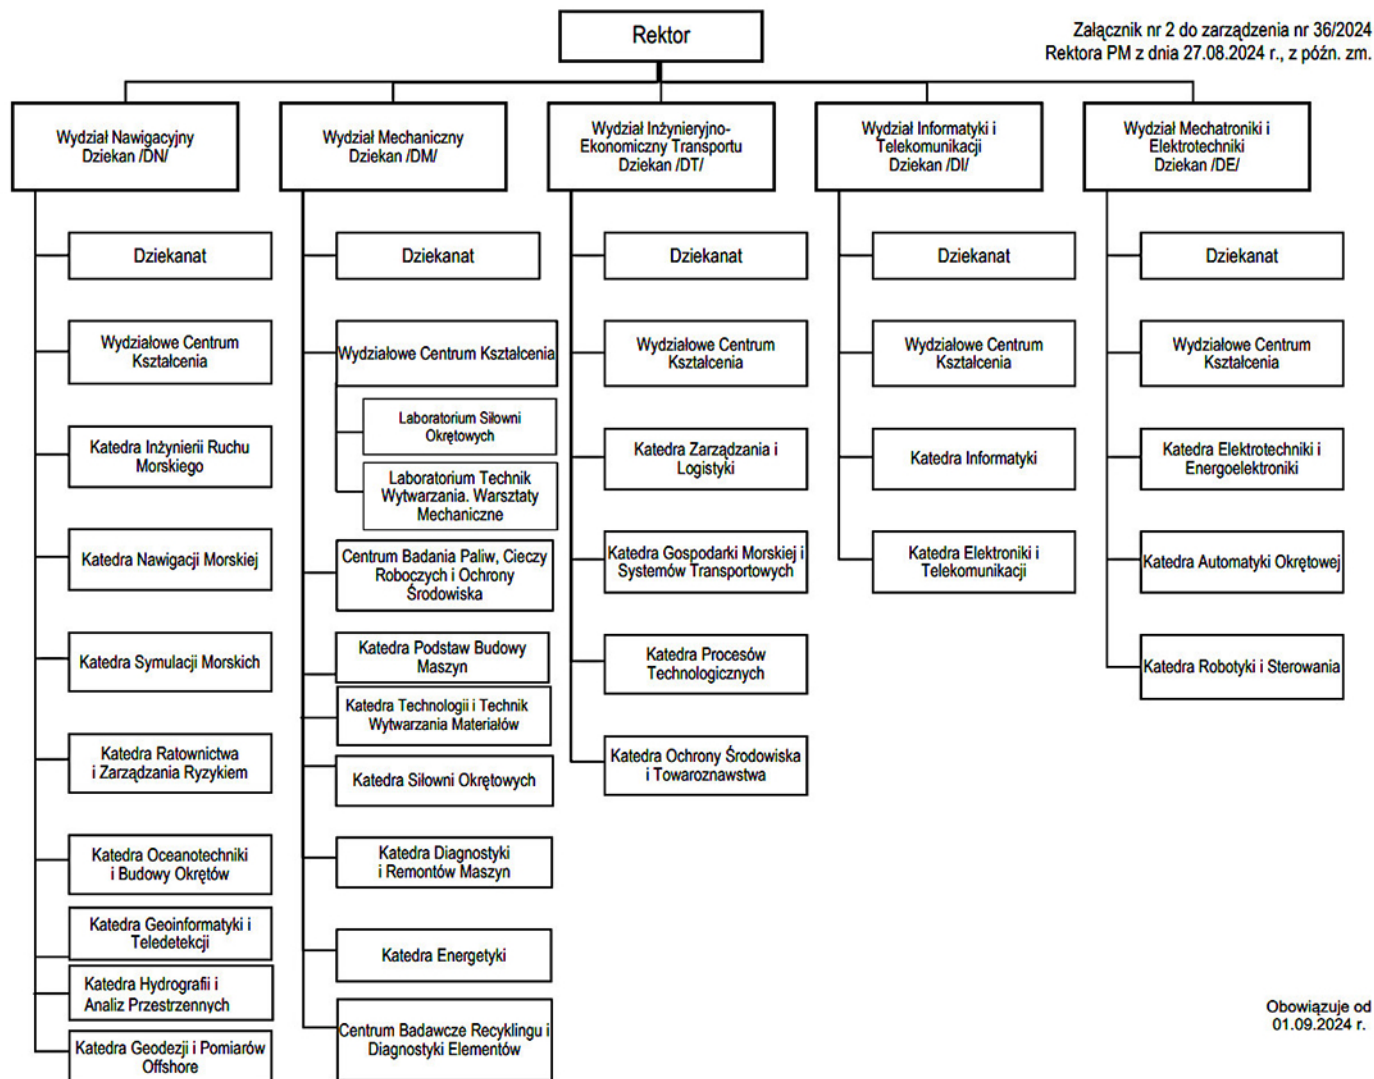 Rektor
Załącznik nr 2 do zarządzenia nr 36/2024
Rektora PM z dnia 27.08.2024 r., z późn. zm.
Wydział Nawigacyjny
Dziekan /DN/
Wydział Mechaniczny
Dziekan /DM/
Wydział Inżynieryjno-
Ekonomiczny Transportu
Dziekan /DT/
Wydział Informatyki i
Telekomunikacji
Dziekan /DI/
Wydział Mechatroniki i
Elektrotechniki
Dziekan /DE/
Dziekanat
Wydziałowe Centrum
Kształcenia
Katedra Inżynierii Ruchu
Morskiego
Katedra Nawigacji Morskiej
Katedra Symulacji Morskich
Katedra Ratownictwa
i Zarządzania Ryzykiem
Katedra Oceanotechniki
i Budowy Okrętów
Katedra Geoinformatyki i
Teledetekcji
Katedra Hydrografii i
Analiz Przestrzennych
Katedra Geodezji i Pomiarów
Offshore
Dziekanat
Wydziałowe Centrum Kształcenia
Laboratorium Siłowni
Okrętowych
Laboratorium Technik
Wytwarzania. Warsztaty
Mechaniczne
Centrum Badania Paliw, Cieczy
Roboczych i Ochrony
Środowiska
Katedra Podstaw Budowy
Maszyn
Katedra Technologii i Technik
Wytwarzania Materiałów
Katedra Siłowni Okrętowych
Katedra Diagnostyki
i Remontów Maszyn
Katedra Energetyki
Centrum Badawcze Recyklingu i
Diagnostyki Elementów
Dziekanat
Wydziałowe Centrum
Kształcenia
Katedra Zarządzania i
Logistyki
Katedra Gospodarki Morskiej i
Systemów Transportowych
Katedra Procesów
Technologicznych
Katedra Ochrony Środowiska
i Towaroznawstwa
Dziekanat
Wydziałowe Centrum
Kształcenia
Katedra Informatyki
Katedra Elektroniki i
Telekomunikacji
Dziekanat
Wydziałowe Centrum
Kształcenia
Katedra Elektrotechniki i
Energoelektroniki
Katedra Automatyki Okrętowej
Katedra Robotyki i Sterowania
Obowiązuje od
01.09.2024 r.